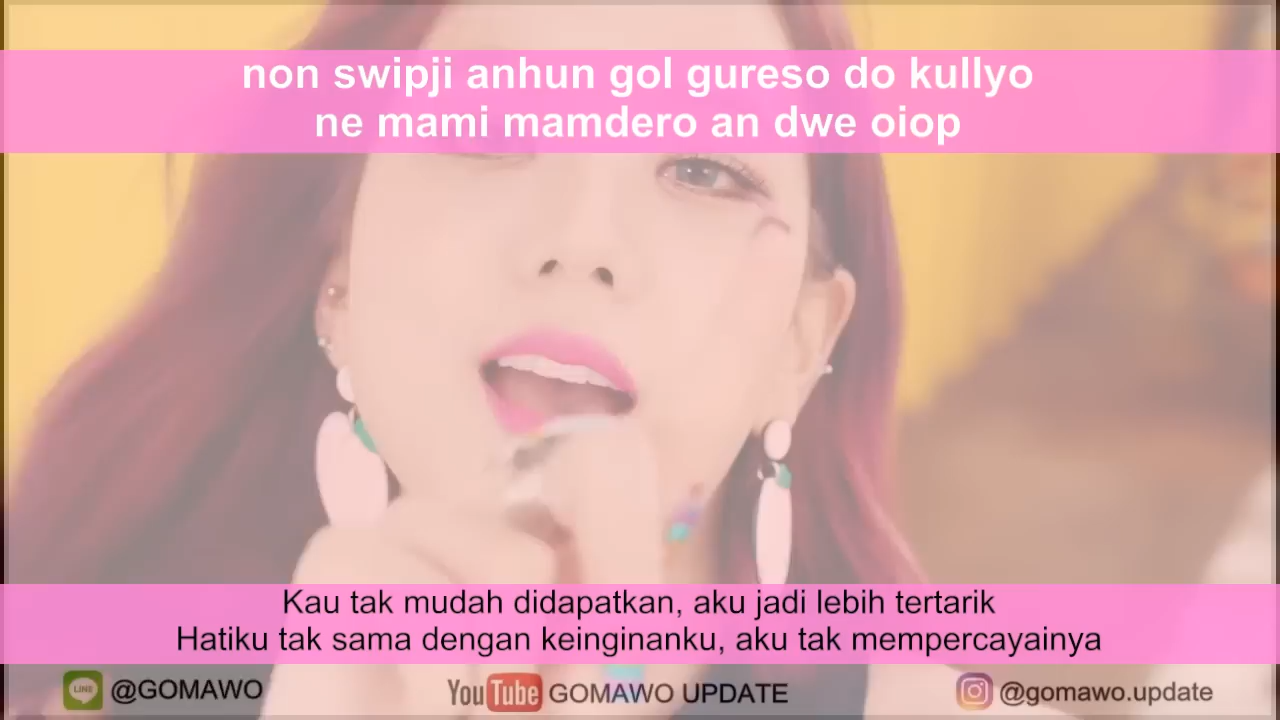 non swipji anhun gol gureso do kullyo
ne mami mamdero an dwe oiop
Kau tak mudah didapatkan, aku jadi lebih tertarik
Hatiku tak sama dengan keinginanku, aku tak mempercayainya
LINE @GOMAWO YouTube GOMAWO UPDATE @gomawo.update